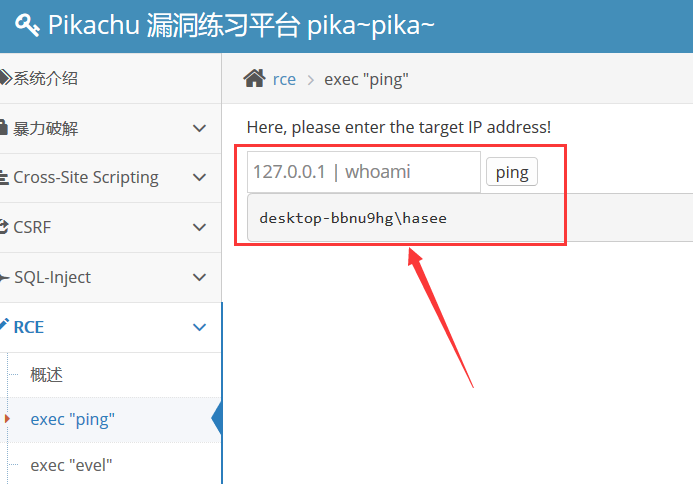 Pikachu 漏洞练习平台 pika~pika~
系统介绍
暴力破解
Cross-Site Scripting
CSRF
SQL-Inject
RCE
概述
exec "ping"
exec "evel"
rce > exec "ping"
Here, please enter the target IP address!
127.0.0.1 | whoami ping
desktop-bbnu9hg\hasee